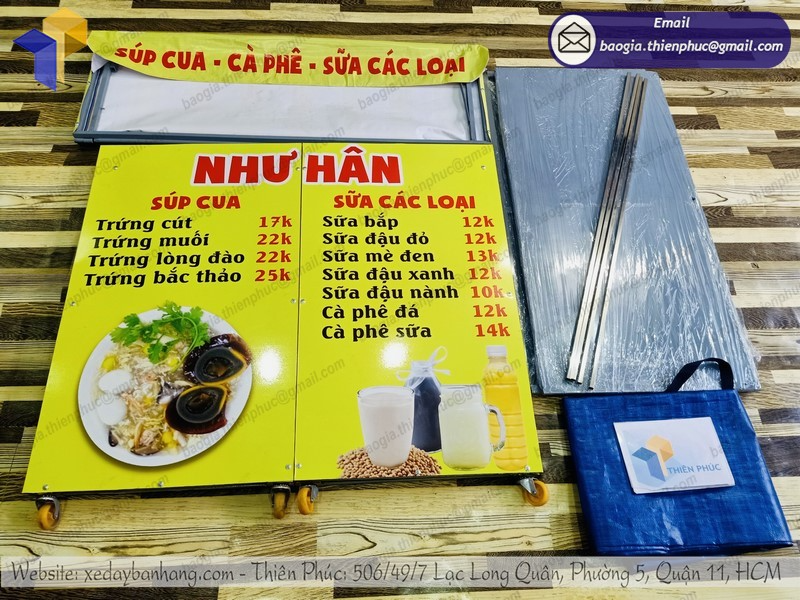 Email
baogia.thienphuc@gmail.com
SÚP CUA - CÀ PHÊ - SỮA CÁC LOẠI
NHƯ HÂN
SÚP CUA
Trứng cút 17k
Trứng muối 22k
Trứng lòng đào 22k
Trứng bắc thảo 25k
SỮA CÁC LOẠI
Sữa bắp 12k
Sữa đậu đỏ 12k
Sữa mè đen 13k
Sữa đậu xanh 12k
Sữa đậu nành 10k
Cà phê đá 12k
Cà phê sữa 14k
THIÊN PHÚC
baogia.thienphuc@gmail.com
Website: xedaybanhang.com - Thiên Phúc: 506/49/7 Lạc Long Quân, Phường 5, Quận 11, HCM